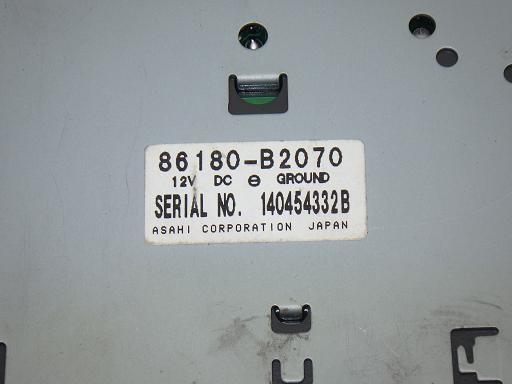 86180-B2070
12V DC ⊖ GROUND
SERIAL NO. 140454332B
ASAHI CORPORATION JAPAN